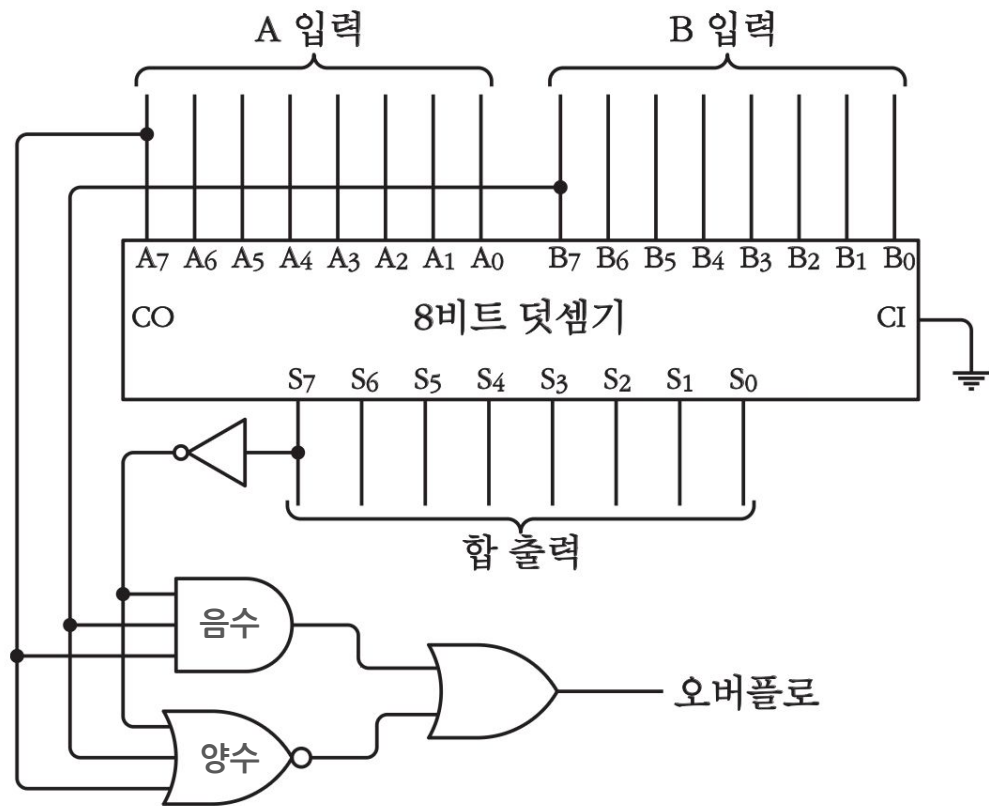 A 입력 B 입력
A7 A6 A5 A4 A3 A2 A1 A0 B7 B6 B5 B4 B3 B2 B1 B0
CO 8비트 덧셈기 CI
S7 S6 S5 S4 S3 S2 S1 S0
합 출력
음수
오버플로
양수